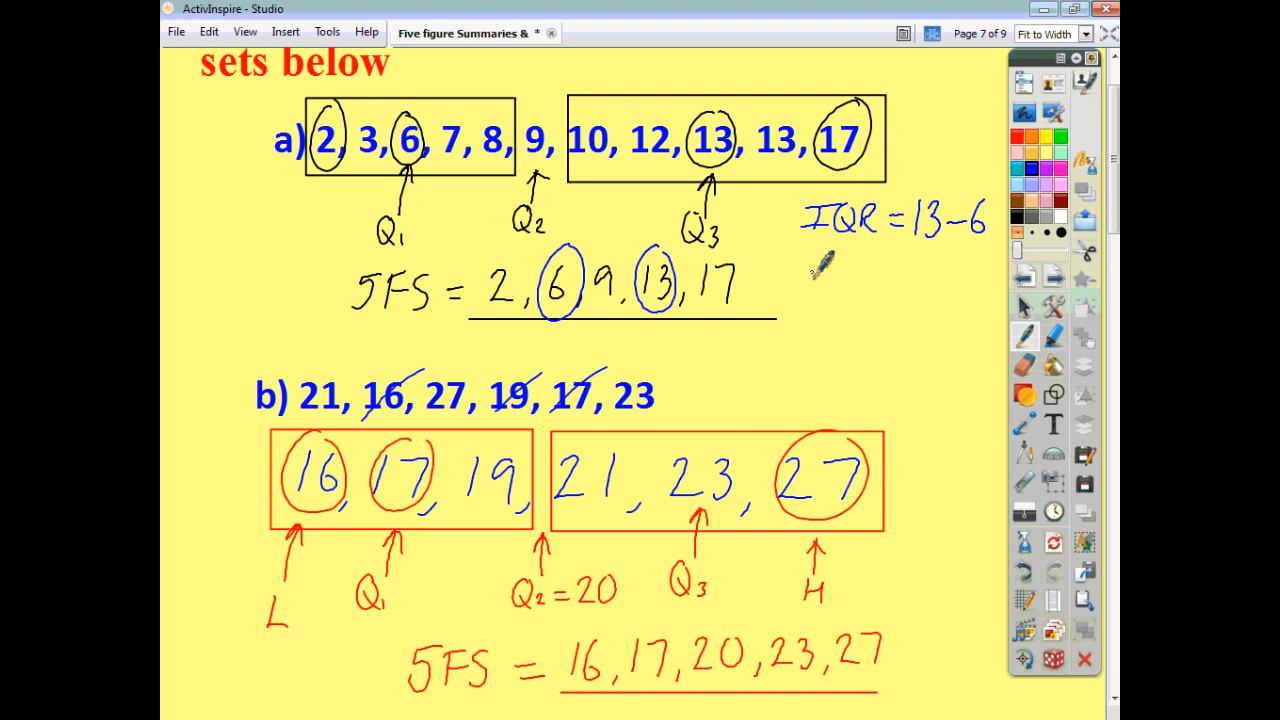 ActivInspire - Studio
File Edit View Insert Tools Help Five figure Summaries & * Page 7 of 9 Fit to Width
sets below
a) 2, 3, 6, 7, 8, 9, 10, 12, 13, 13, 17
Q1 Q2 Q3
IQR = 13 - 6
5FS = 2, 6, 9, 13, 17
b) 21, 16, 27, 19, 17, 23
16, 17, 19, 21, 23, 27
L Q1 Q2 = 20 Q3 H
5FS = 16, 17, 20, 23, 27